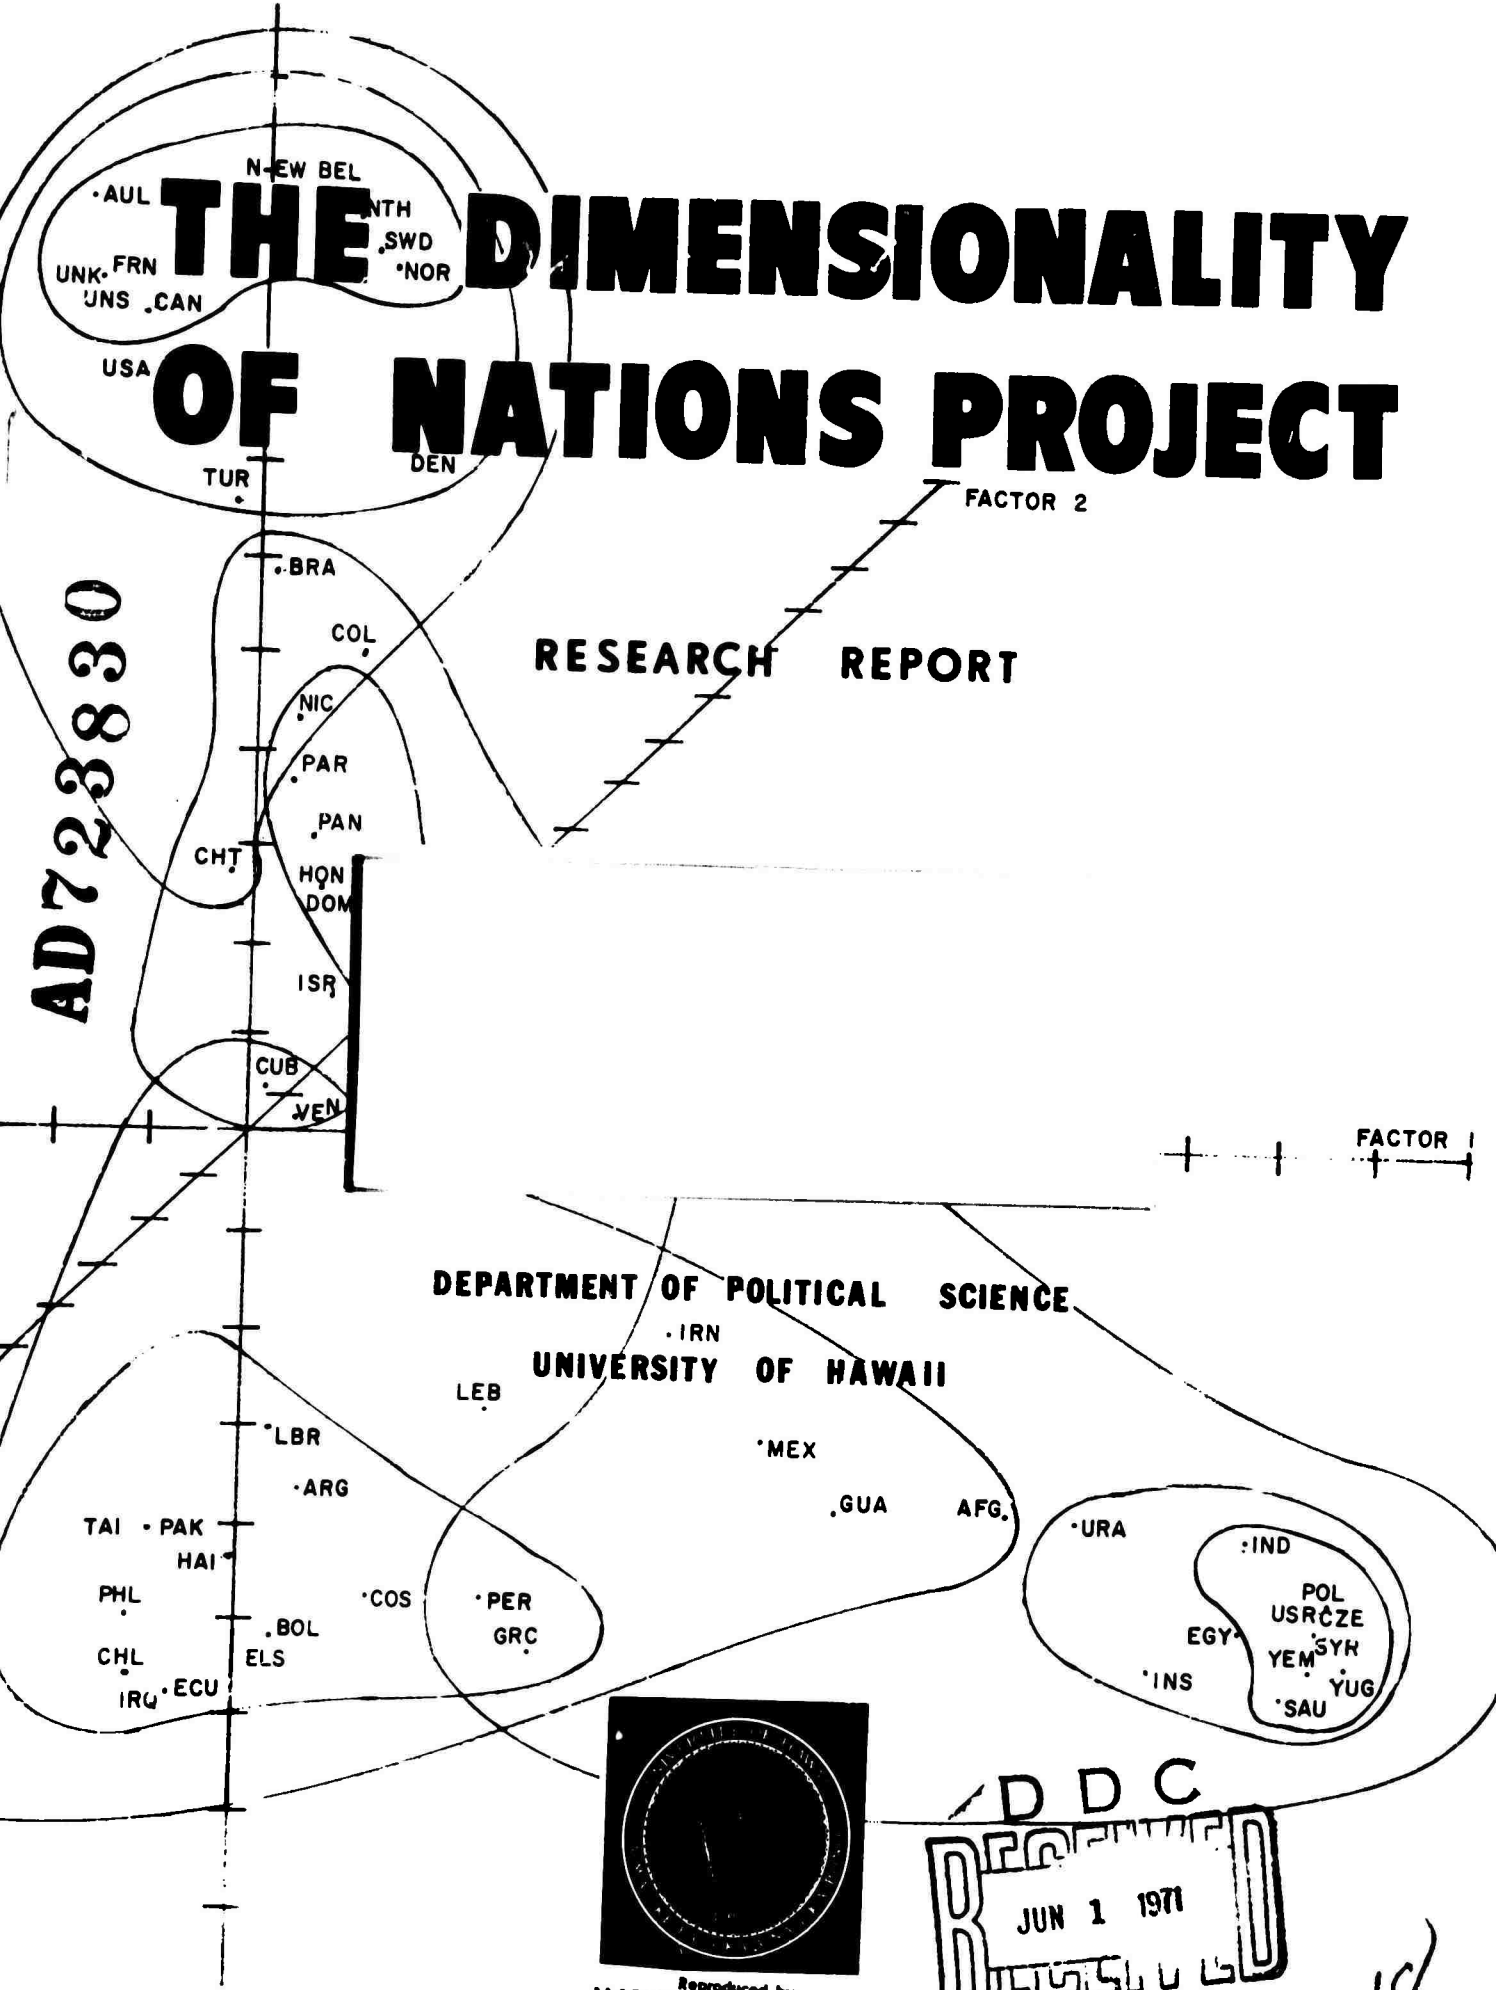 N EW BEL
AUL
NTH
THE DIMENSIONALITY
SWD
FRN
NOR
UNK
UNS CAN
USA
OF NATIONS PROJECT
DEN
TUR
FACTOR 2
BRA
COL
RESEARCH REPORT
NIC
PAR
PAN
CHT
HON
DOM
AD723830
ISR
CUB
VEN
FACTOR 1
DEPARTMENT OF POLITICAL SCIENCE
IRN
UNIVERSITY OF HAWAII
LEB
LBR
MEX
ARG
GUA
AFG
TAI PAK
URA
HAI
IND
PHL
COS
PER
POL
USR CZE
BOL
GRC
EGY
SYR
CHL
ELS
YEM
INS
YUG
IRQ ECU
SAU
DDC
RECEIVED
JUN 1 1971
Reproduced by